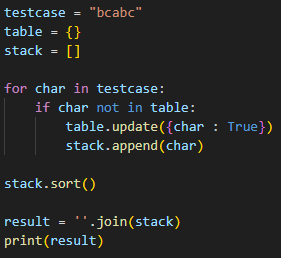 testcase = "bcabc"
table = {}
stack = []

for char in testcase:
    if char not in table:
        table.update({char : True})
        stack.append(char)

stack.sort()

result = ''.join(stack)
print(result)